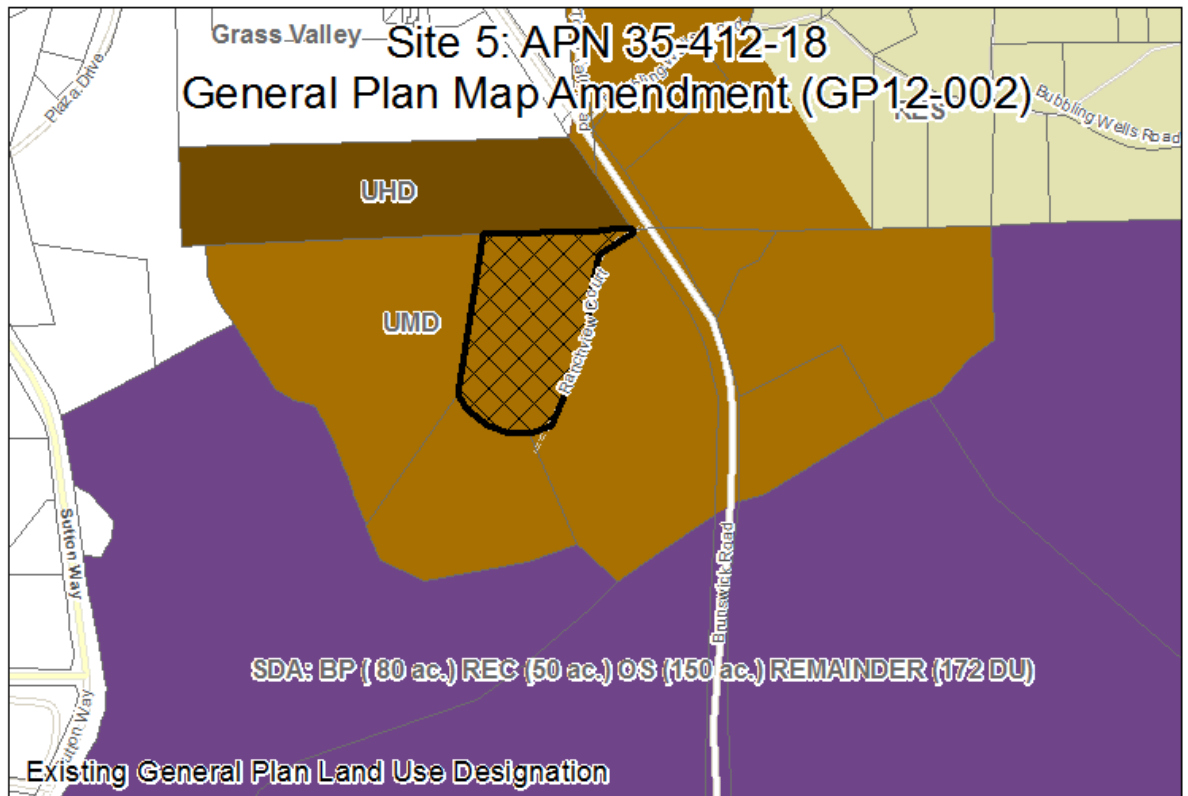 Grass Valley
Site 5: APN 35-412-18
General Plan Map Amendment (GP12-002)
Plaza Drive
Bubbling Wells Road
RES
UHD
UMD
Ranchview Court
Sutton Way
Brunswick Road
SDA: BP ( 80 ac.) REC (50 ac.) OS (150 ac.) REMAINDER (172 DU)
Sutton Way
Existing General Plan Land Use Designation